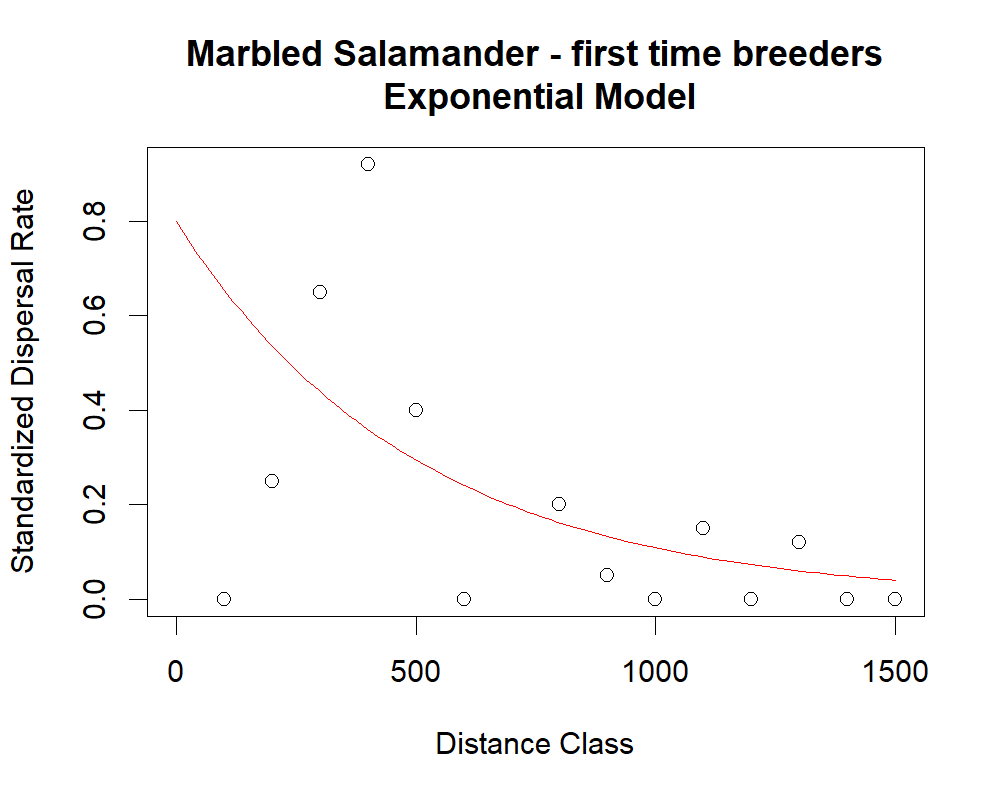 Marbled Salamander - first time breeders
Exponential Model
Standardized Dispersal Rate
0.8
0.6
0.4
0.2
0.0
0 500 1000 1500
Distance Class